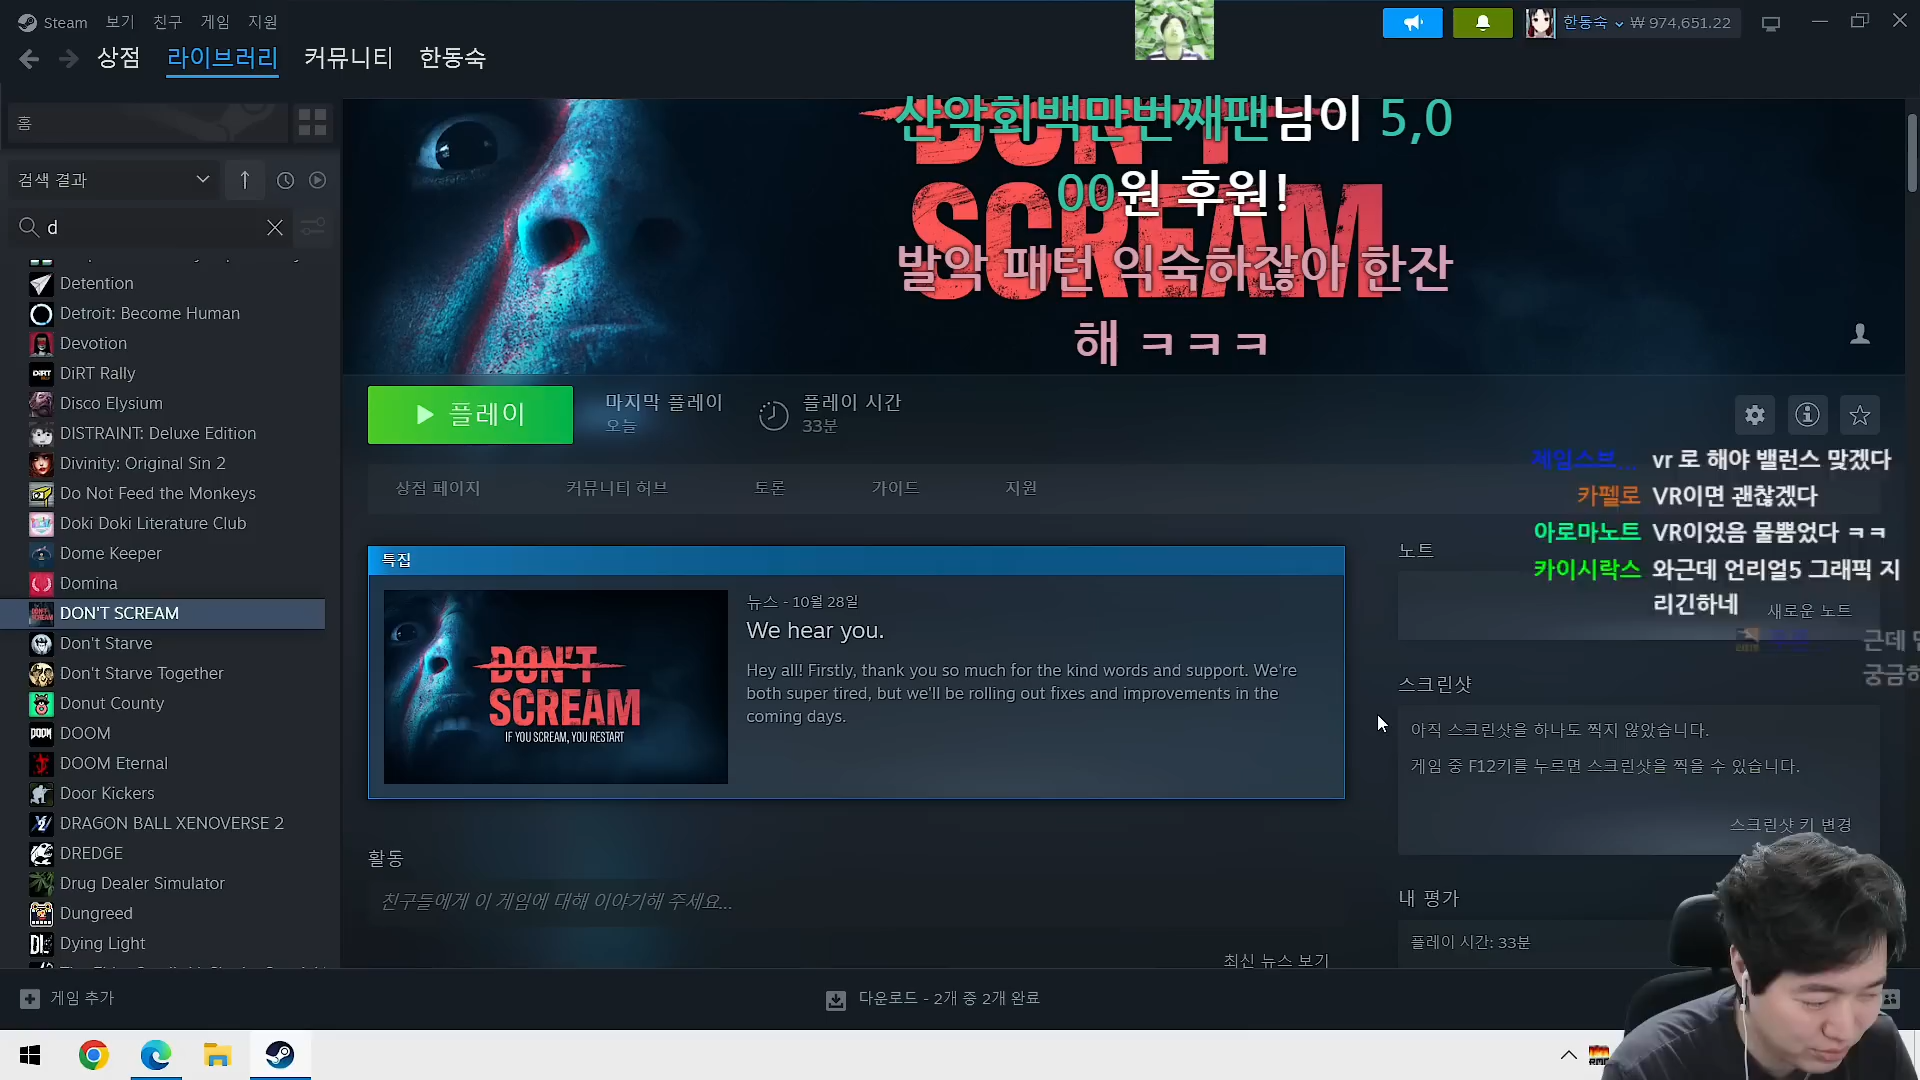 Steam 보기 친구 게임 지원
한동숙 ₩ 974,651.22
상점 라이브러리 커뮤니티 한동숙
홈
검색 결과
d
Detention
Detroit: Become Human
Devotion
DiRT Rally
Disco Elysium
DISTRAINT: Deluxe Edition
Divinity: Original Sin 2
Do Not Feed the Monkeys
Doki Doki Literature Club
Dome Keeper
Domina
DON'T SCREAM
Don't Starve
Don't Starve Together
Donut County
DOOM
DOOM Eternal
Door Kickers
DRAGON BALL XENOVERSE 2
DREDGE
Drug Dealer Simulator
Dungreed
Dying Light
DON'T
SCREAM
산악회백만번째팬님이 5,0
00원 후원!
발악 패턴 익숙하잖아 한잔
해 ㅋㅋㅋ
플레이
마지막 플레이
오늘
플레이 시간
33분
상점 페이지 커뮤니티 허브 토론 가이드 지원
vr 로 해야 밸런스 맞겠다
카펠로 VR이면 괜찮겠다
아로마노트 VR이었음 물뿜었다 ㅋㅋ
카이시락스 와근데 언리얼5 그래픽 지
리긴하네
근데
특집
DON'T
SCREAM
IF YOU SCREAM, YOU RESTART
뉴스 - 10월 28일
We hear you.
Hey all! Firstly, thank you so much for the kind words and support. We're
both super tired, but we'll be rolling out fixes and improvements in the
coming days.
노트
새로운 노트
스크린샷
아직 스크린샷을 하나도 찍지 않았습니다.
게임 중 F12키를 누르면 스크린샷을 찍을 수 있습니다.
스크린샷 키 변경
활동
친구들에게 이 게임에 대해 이야기해 주세요...
최신 뉴스 보기
내 평가
플레이 시간: 33분
게임 추가
다운로드 - 2개 중 2개 완료